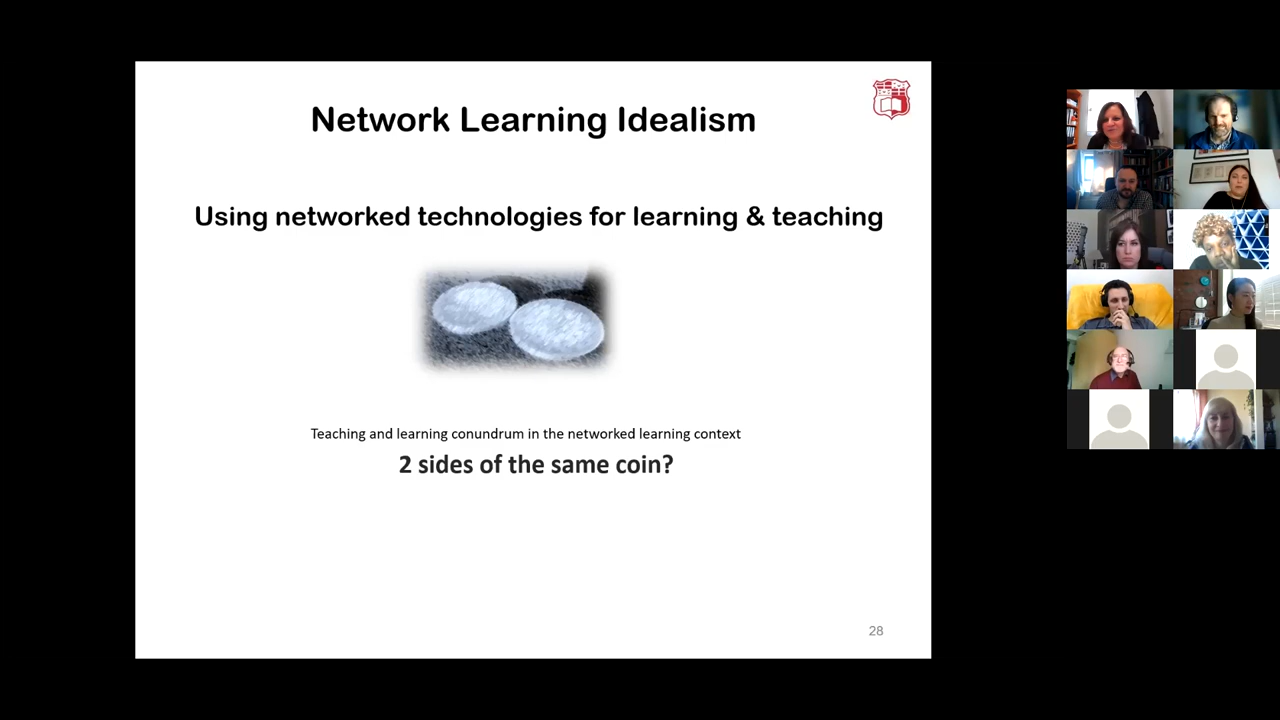 Network Learning Idealism
Using networked technologies for learning & teaching
Teaching and learning conundrum in the networked learning context
2 sides of the same coin?
28